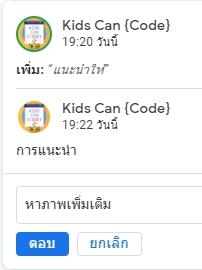 Kids Can {Code}
19:20 วันนี้
เพิ่ม: “แนะนำให้”
Kids Can {Code}
19:22 วันนี้
การแนะนำ
หาภาพเพิ่มเติม
ตอบ ยกเลิก